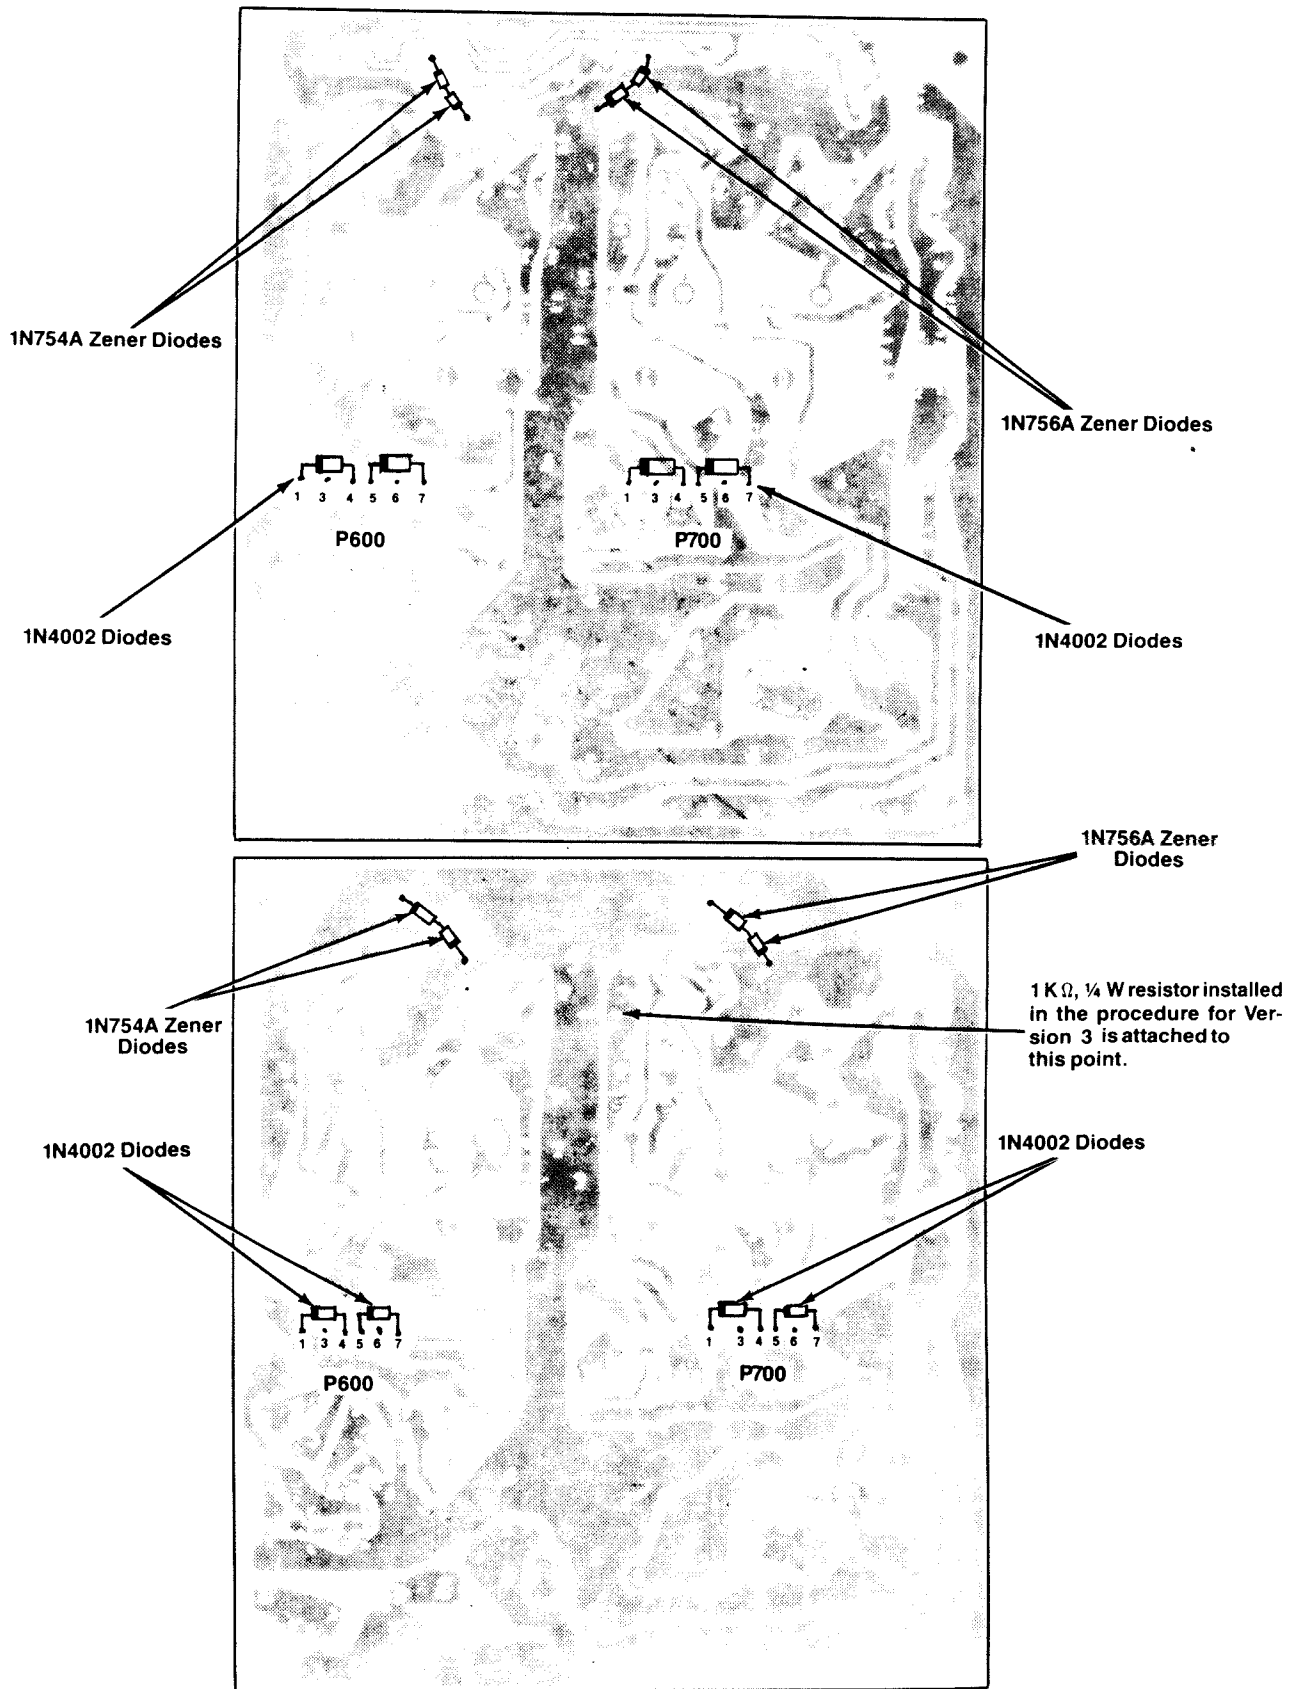 1N754A Zener Diodes
1N756A Zener Diodes
1 3 4 5 6 7
1 3 4 5 6 7
P600
P700
1N4002 Diodes
1N4002 Diodes
1N756A Zener
Diodes
1N754A Zener
Diodes
1 K Ω, ¼ W resistor installed
in the procedure for Ver-
sion 3 is attached to
this point.
1N4002 Diodes
1N4002 Diodes
1 3 4 5 6 7
1 3 4 5 6 7
P600
P700